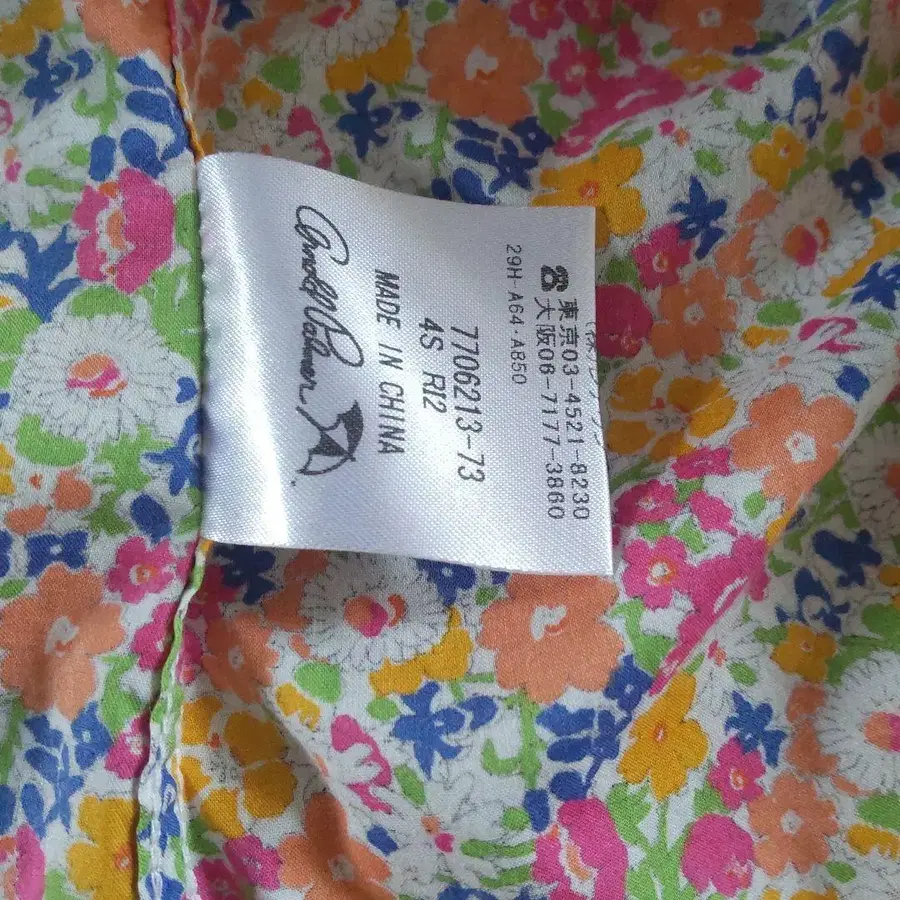 Arnold Palmer
MADE IN CHINA
4S RI2
7706213-73
29H-A64·A850
大阪06-7177-3860
☎東京03-4521-8230